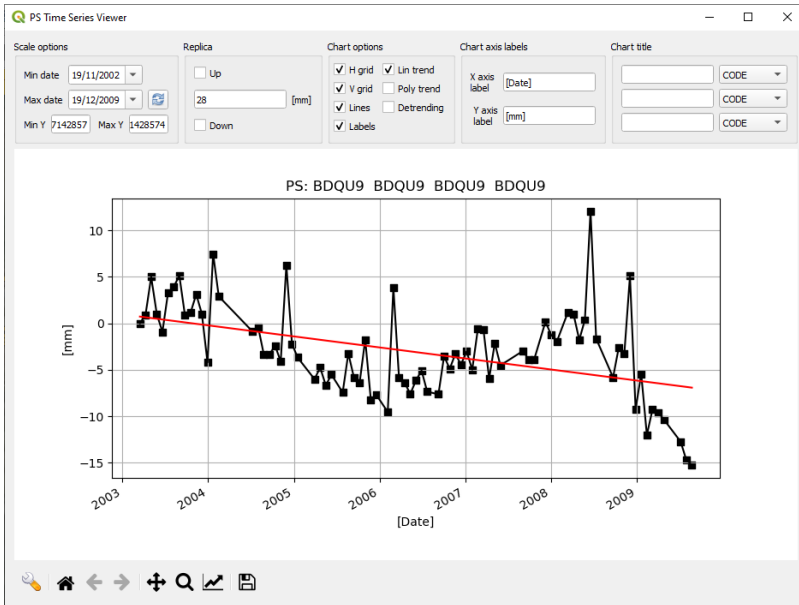 PS Time Series Viewer
Scale options
Min date 19/11/2002
Max date 19/12/2009
Min Y 7142857 Max Y 1428574
Replica
Up
28 [mm]
Down
Chart options
H grid Lin trend
V grid Poly trend
Lines Detrending
Labels
Chart axis labels
X axis
label [Date]
Y axis
label [mm]
Chart title
CODE
CODE
CODE
PS: BDQU9 BDQU9 BDQU9 BDQU9
10
5
0
−5
−10
−15
[mm]
2003 2004 2005 2006 2007 2008 2009
[Date]